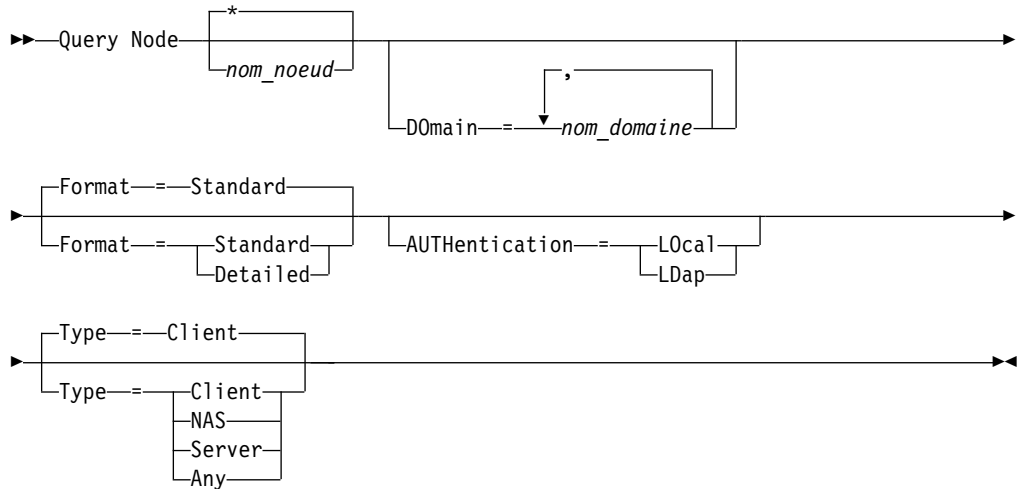 *
Query Node
nom_noeud
,
DOmain = nom_domaine
Format = Standard
Format = Standard
Detailed
AUTHentication = LOcal
LDap
Type = Client
Type = Client
NAS
Server
Any